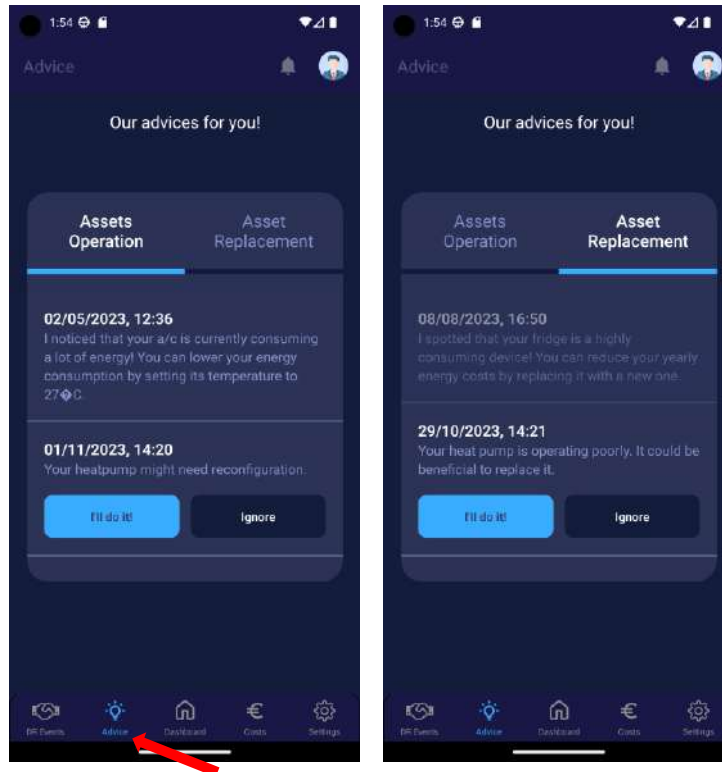 1:54
Advice
Our advices for you!
Assets
Operation
Asset
Replacement
02/05/2023, 12:36
I noticed that your a/c is currently consuming
a lot of energy! You can lower your energy
consumption by setting its temperature to
27�C.
01/11/2023, 14:20
Your heatpump might need reconfiguration.
I'll do it!
Ignore
DR Events
Advice
Dashboard
Costs
Settings
1:54
Advice
Our advices for you!
Assets
Operation
Asset
Replacement
08/08/2023, 16:50
I spotted that your fridge is a highly
consuming device! You can reduce your yearly
energy costs by replacing it with a new one.
29/10/2023, 14:21
Your heat pump is operating poorly. It could be
beneficial to replace it.
I'll do it!
Ignore
DR Events
Advice
Dashboard
Costs
Settings